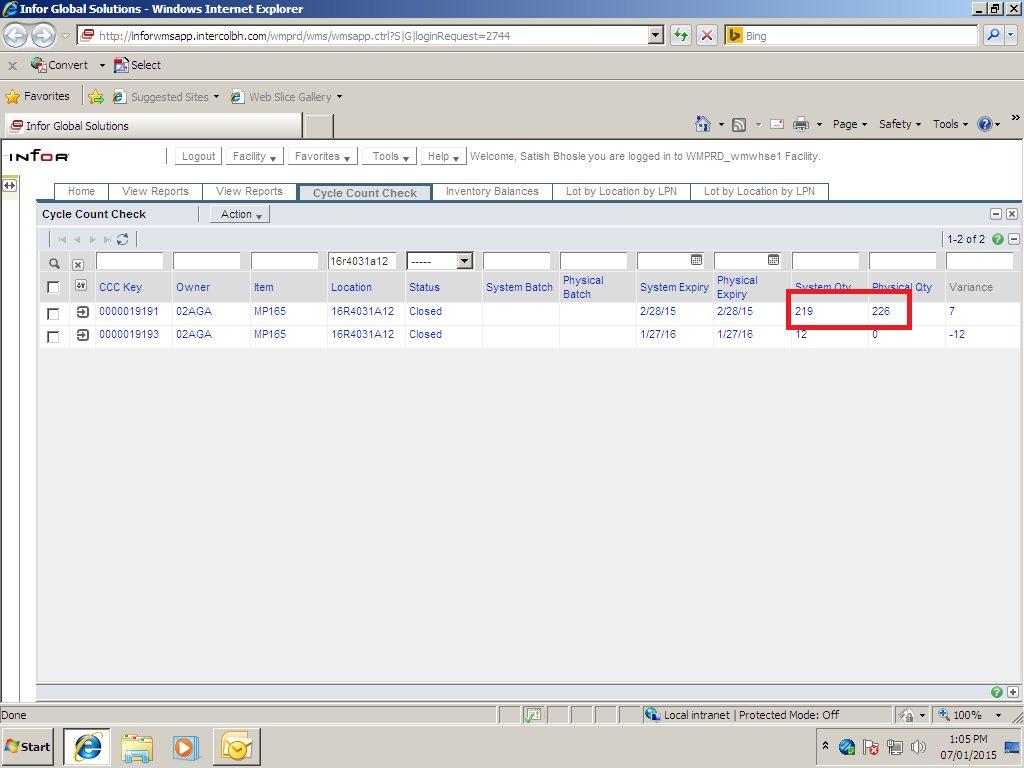 Infor Global Solutions - Windows Internet Explorer
http://inforwmsapp.intercolbh.com/wmprd/wms/wmsapp.ctrl?S|G|loginRequest=2744
Bing
x Convert Select
Favorites Suggested Sites Web Slice Gallery
Infor Global Solutions Page Safety Tools
infor Logout Facility Favorites Tools Help Welcome, Satish Bhosle you are logged in to WMPRD_wmwhse1 Facility.
Home View Reports View Reports Cycle Count Check Inventory Balances Lot by Location by LPN Lot by Location by LPN
Cycle Count Check Action
1-2 of 2
16r4031a12 -----
CCC Key Owner Item Location Status System Batch Physical Batch System Expiry Physical Expiry System Qty Physical Qty Variance
0000019191 02AGA MP165 16R4031A12 Closed 2/28/15 2/28/15 219 226 7
0000019193 02AGA MP165 16R4031A12 Closed 1/27/16 1/27/16 12 0 -12
Done Local intranet | Protected Mode: Off 100%
Start 1:05 PM
07/01/2015